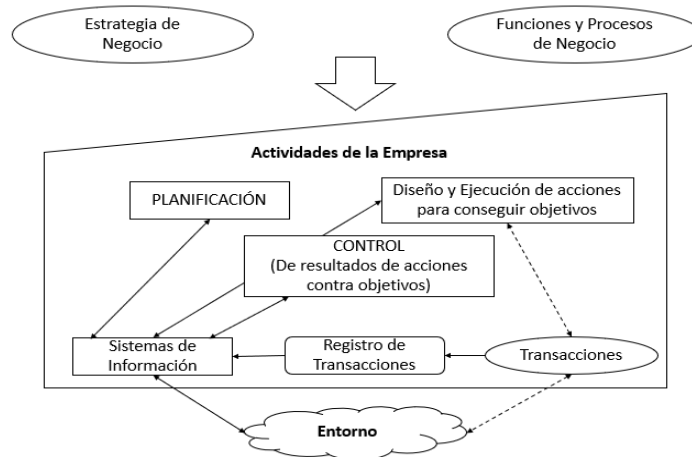 Estrategia de
Negocio
Funciones y Procesos
de Negocio
Actividades de la Empresa
PLANIFICACIÓN
Diseño y Ejecución de acciones
para conseguir objetivos
CONTROL
(De resultados de acciones
contra objetivos)
Sistemas de
Información
Registro de
Transacciones
Transacciones
Entorno